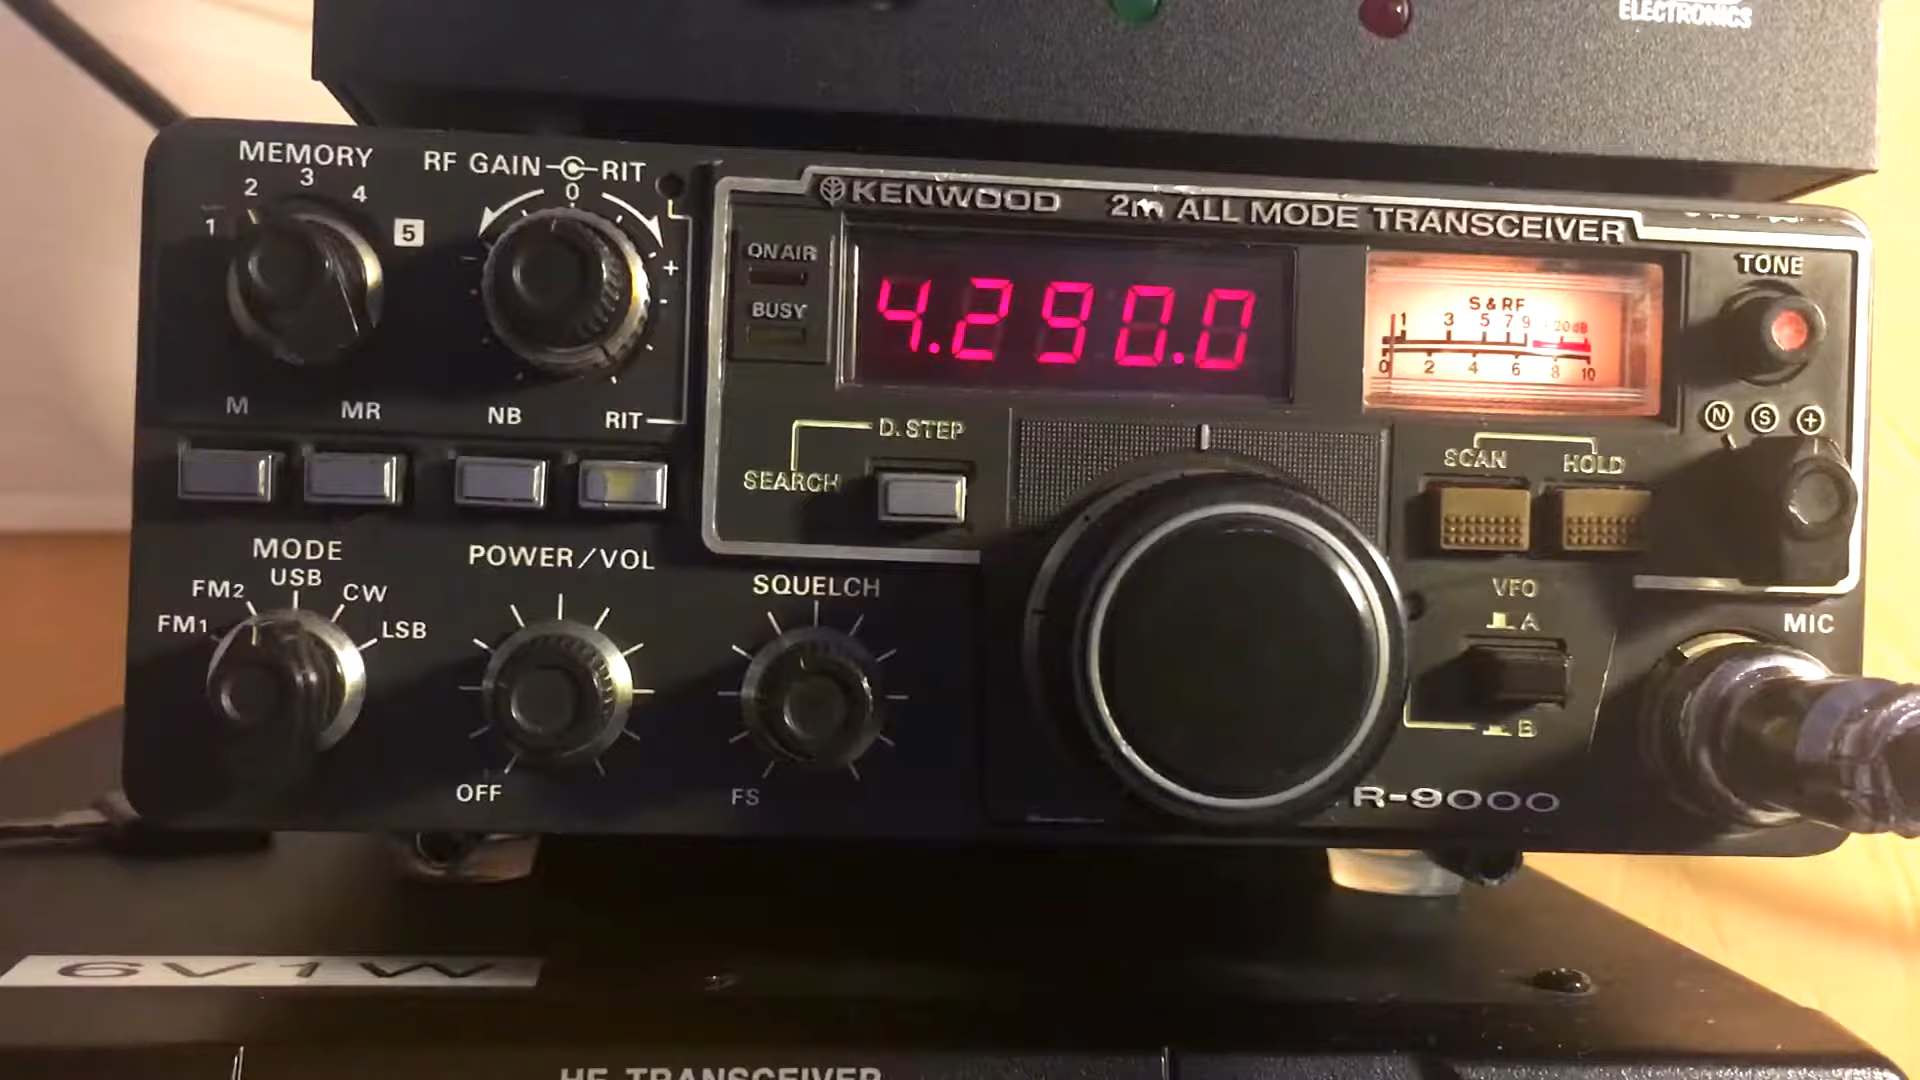 ELECTRONICS
MEMORY
1 2 3 4 5
RF GAIN RIT
0
+
KENWOOD 2m ALL MODE TRANSCEIVER
ON AIR
BUSY
4.290.0
S & RF
1 3 5 7 9 20dB
0 2 4 6 8 10
TONE
N S +
M MR NB RIT
D. STEP
SEARCH
SCAN HOLD
MODE
FM1 FM2 USB CW LSB
POWER/VOL
OFF
SQUELCH
FS
VFO
A
B
MIC
R-9000
6V1W
HF TRANSCEIVER